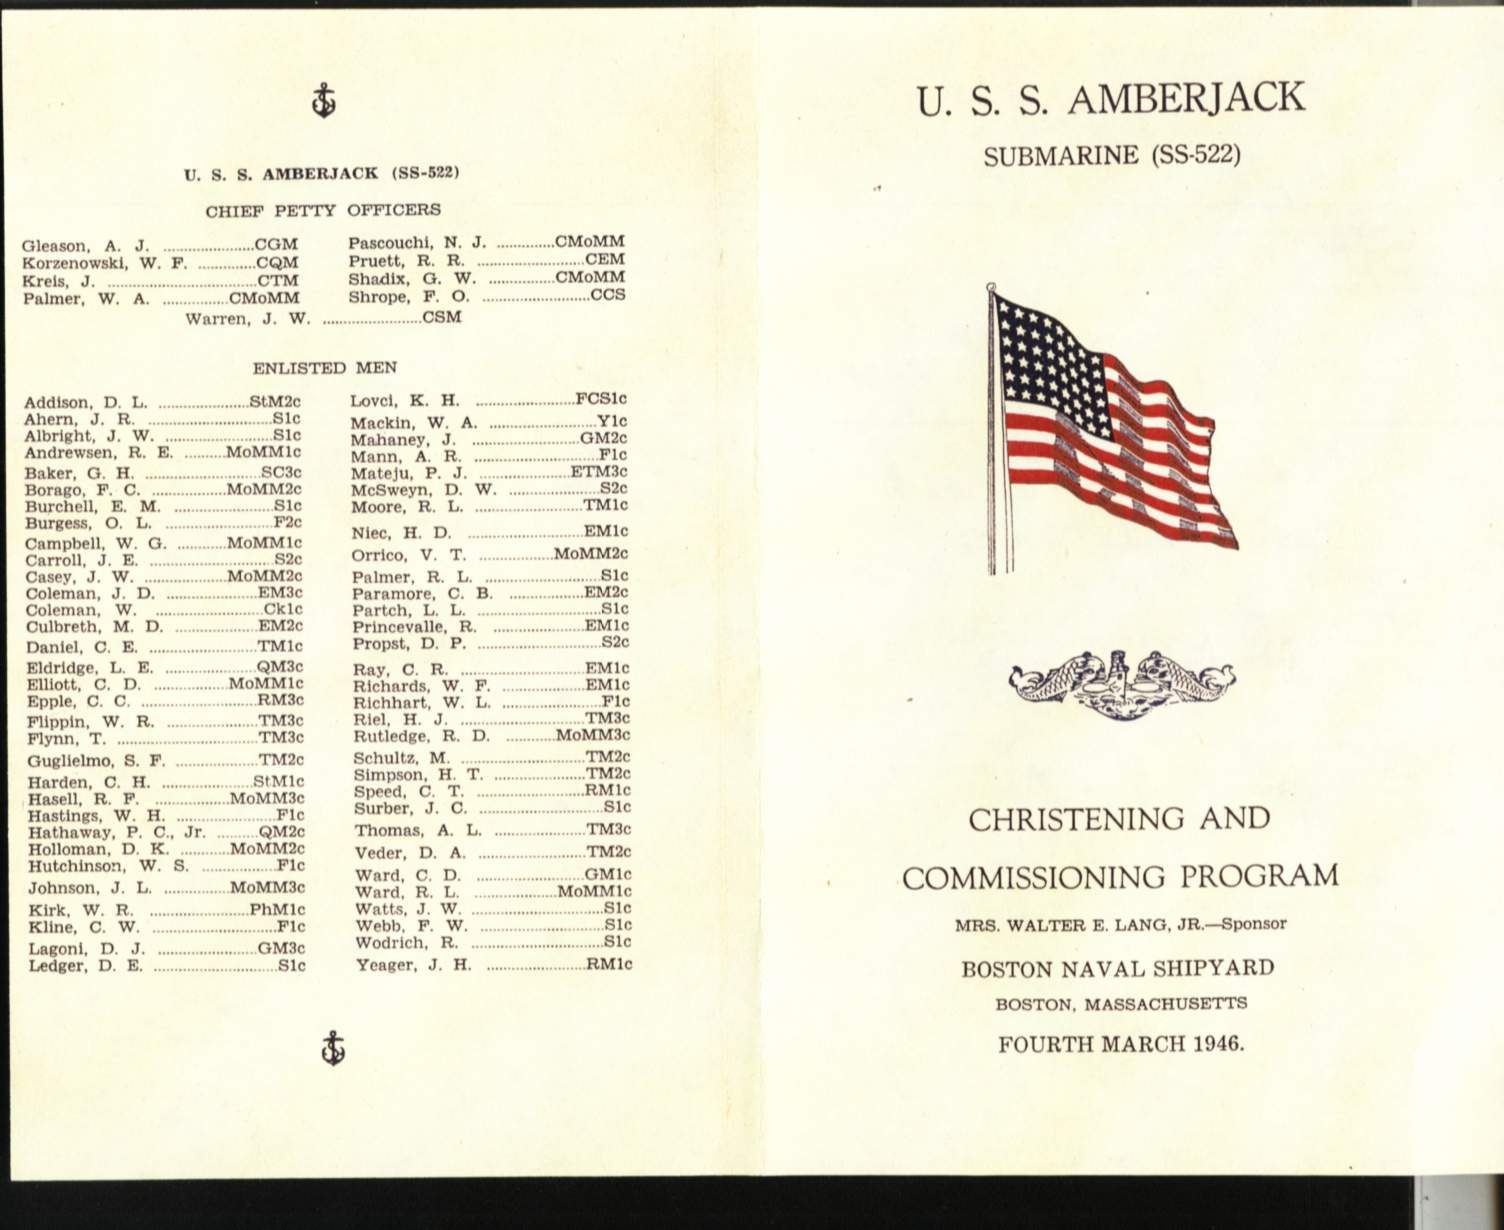 U. S. S. AMBERJACK (SS-522)
CHIEF PETTY OFFICERS
Gleason, A. J. ......................CGM
Korzenowski, W. F. ..............CQM
Kreis, J. ....................................CTM
Palmer, W. A. ................CMoMM
Pascouchi, N. J. ..............CMoMM
Pruett, R. R. ..........................CEM
Shadix, G. W. ................CMoMM
Shrope, F. O. ..........................CCS
Warren, J. W. ........................CSM
ENLISTED MEN
Addison, D. L. ......................StM2c
Ahern, J. R. ..............................S1c
Albright, J. W. ..........................S1c
Andrewsen, R. E. ..........MoMM1c
Baker, G. H. ............................SC3c
Borago, F. C. ..................MoMM2c
Burchell, E. M. ........................S1c
Burgess, O. L. ..........................F2c
Campbell, W. G. ............MoMM1c
Carroll, J. E. ..............................S2c
Casey, J. W. ....................MoMM2c
Coleman, J. D. ......................EM3c
Coleman, W. ..........................Ck1c
Culbreth, M. D. ....................EM2c
Daniel, C. E. ..........................TM1c
Eldridge, L. E. ......................QM3c
Elliott, C. D. ..................MoMM1c
Epple, C. C. ............................RM3c
Flippin, W. R. ......................TM3c
Flynn, T. ..................................TM3c
Guglielmo, S. F. ....................TM2c
Harden, C. H. ......................StM1c
Hasell, R. F. ..................MoMM3c
Hastings, W. H. ........................F1c
Hathaway, P. C., Jr. ..........QM2c
Holloman, D. K. ............MoMM2c
Hutchinson, W. S. ..................F1c
Johnson, J. L. ................MoMM3c
Kirk, W. R. ........................PhM1c
Kline, C. W. ..............................F1c
Lagoni, D. J. ........................GM3c
Ledger, D. E. ..............................S1c
Lovci, K. H. ........................FCS1c
Mackin, W. A. ..........................Y1c
Mahaney, J. ..........................GM2c
Mann, A. R. ..............................F1c
Mateju, P. J. ......................ETM3c
McSweyn, D. W. ......................S2c
Moore, R. L. ..........................TM1c
Niec, H. D. ............................EM1c
Orrico, V. T. ..................MoMM2c
Palmer, R. L. ............................S1c
Paramore, C. B. ..................EM2c
Partch, L. L. ..............................S1c
Princevalle, R. ......................EM1c
Propst, D. P. ..............................S2c
Ray, C. R. ..............................EM1c
Richards, W. F. ....................EM1c
Richhart, W. L. ........................F1c
Riel, H. J. ..............................TM3c
Rutledge, R. D. ............MoMM3c
Schultz, M. ..............................TM2c
Simpson, H. T. ......................TM2c
Speed, C. T. ............................RM1c
Surber, J. C. ..............................S1c
Thomas, A. L. ......................TM3c
Veder, D. A. ..........................TM2c
Ward, C. D. ..........................GM1c
Ward, R. L. ....................MoMM1c
Watts, J. W. ................................S1c
Webb, F. W. ..............................S1c
Wodrich, R. ................................S1c
Yeager, J. H. ........................RM1c
U. S. S. AMBERJACK
SUBMARINE (SS-522)
CHRISTENING AND
COMMISSIONING PROGRAM
MRS. WALTER E. LANG, JR.—Sponsor
BOSTON NAVAL SHIPYARD
BOSTON, MASSACHUSETTS
FOURTH MARCH 1946.